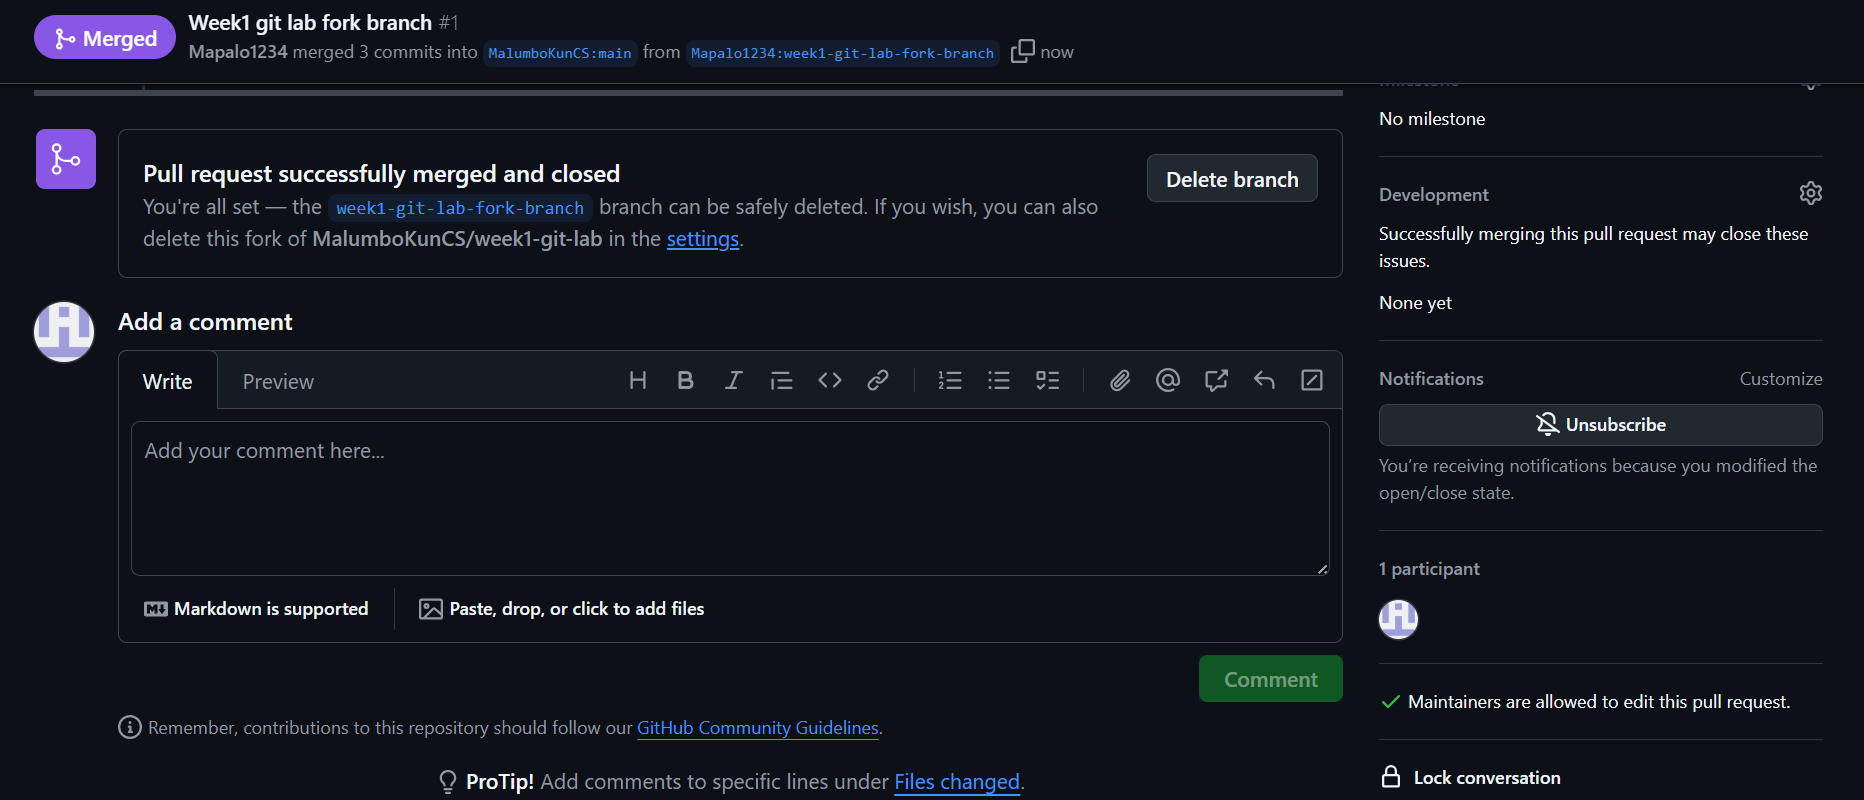 Merged
Week1 git lab fork branch #1
Mapalo1234 merged 3 commits into MalumboKunCS:main from Mapalo1234:week1-git-lab-fork-branch now
Pull request successfully merged and closed
You're all set — the week1-git-lab-fork-branch branch can be safely deleted. If you wish, you can also
delete this fork of MalumboKunCS/week1-git-lab in the settings.
Delete branch
Add a comment
Write
Preview
Add your comment here...
Markdown is supported
Paste, drop, or click to add files
Comment
Remember, contributions to this repository should follow our GitHub Community Guidelines.
ProTip! Add comments to specific lines under Files changed.
Milestone
No milestone
Development
Successfully merging this pull request may close these
issues.
None yet
Notifications
Customize
Unsubscribe
You’re receiving notifications because you modified the
open/close state.
1 participant
Maintainers are allowed to edit this pull request.
Lock conversation